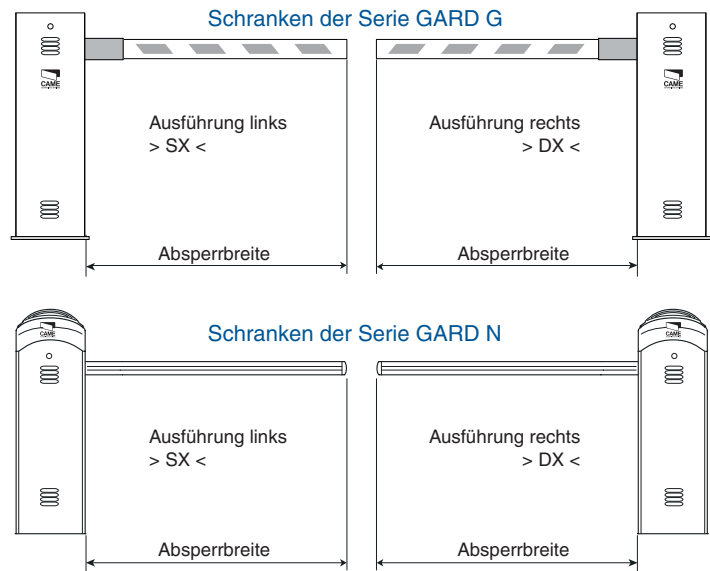 Schranken der Serie GARD G
CAME
CAME
Ausführung links
> SX <
Ausführung rechts
> DX <
Absperrbreite
Absperrbreite
CAME
CAME
Schranken der Serie GARD N
Ausführung links
> SX <
Ausführung rechts
> DX <
Absperrbreite
Absperrbreite